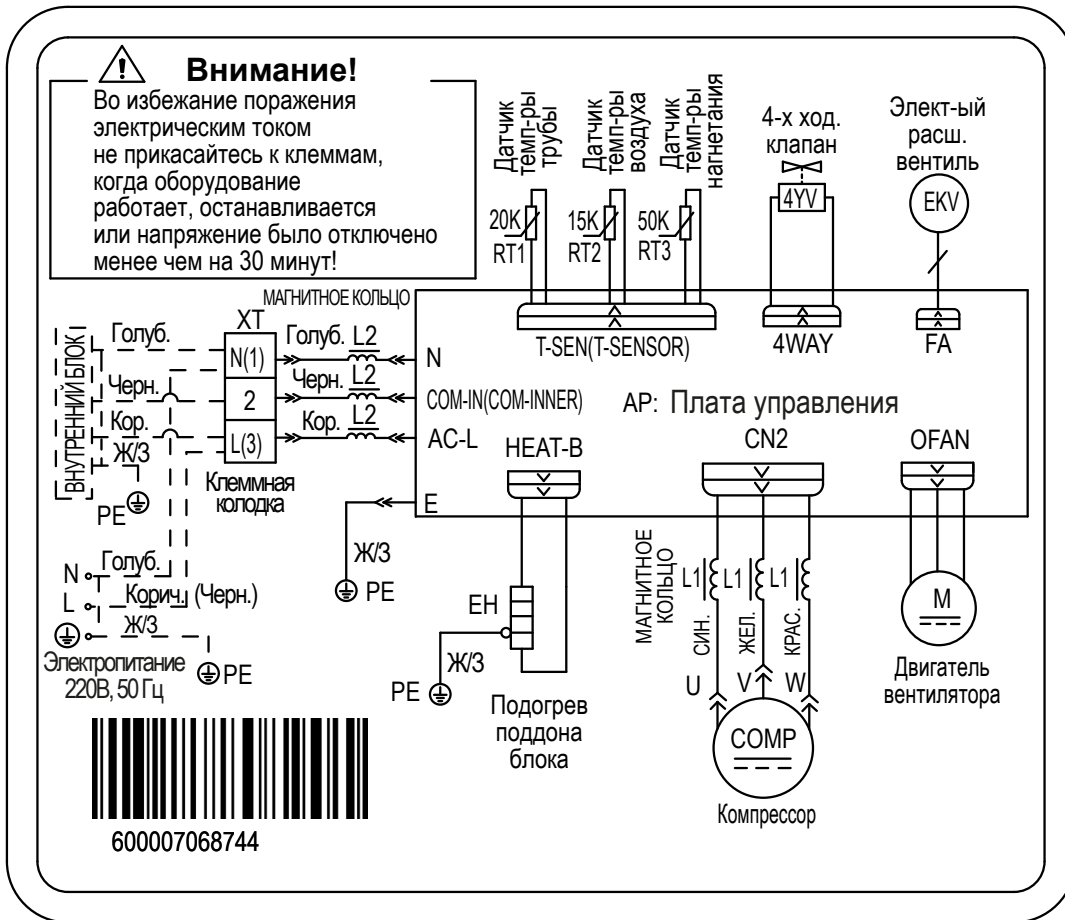 Внимание!
Во избежание поражения
электрическим током
не прикасайтесь к клеммам,
когда оборудование
работает, останавливается
или напряжение было отключено
менее чем на 30 минут!
Датчик
темп-ры
трубы
Датчик
темп-ры
воздуха
Датчик
темп-ры
нагнетания
4-х ход.
клапан
Элект-ый
расш.
вентиль
20K
RT1
15K
RT2
50K
RT3
4YV
EKV
МАГНИТНОЕ КОЛЬЦО
T-SEN(T-SENSOR)
4WAY
FA
ВНУТРЕННИЙ БЛОК
Голуб.
XT
Голуб. L2
N
N(1)
Черн.
2
Черн. L2
COM-IN(COM-INNER)
AP: Плата управления
Кор.
L(3)
Кор. L2
AC-L
Ж/З
PE
Клеммная
колодка
HEAT-B
CN2
OFAN
E
Ж/З
PE
N
Голуб.
L
Корич. (Черн.)
Ж/З
PE
Электропитание
220В, 50 Гц
EH
Ж/З
PE
Подогрев
поддона
блока
МАГНИТНОЕ
КОЛЬЦО
L1
L1
L1
СИН.
ЖЕЛ.
КРАС.
U
V
W
COMP
Компрессор
M
Двигатель
вентилятора
600007068744